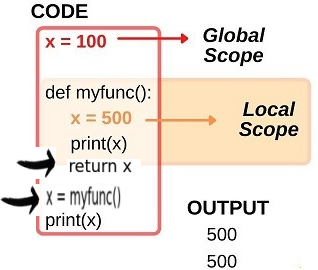 CODE
x = 100
Global
Scope
def myfunc():
x = 500
Local
Scope
print(x)
return x
x = myfunc()
print(x)
OUTPUT
500
500